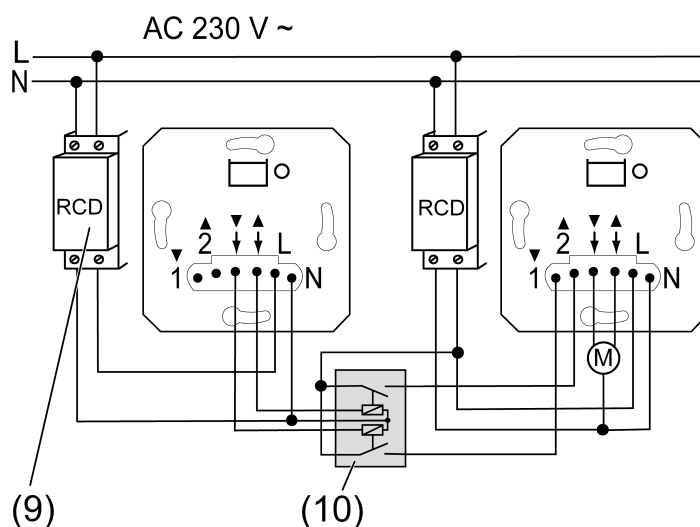 AC 230 V ~
L
N
RCD
RCD
▲ ▼ ▲
▼ 2 L
1 N
▲ ▼ ▲
▼ 2 L
1 N
M
(9)
(10)